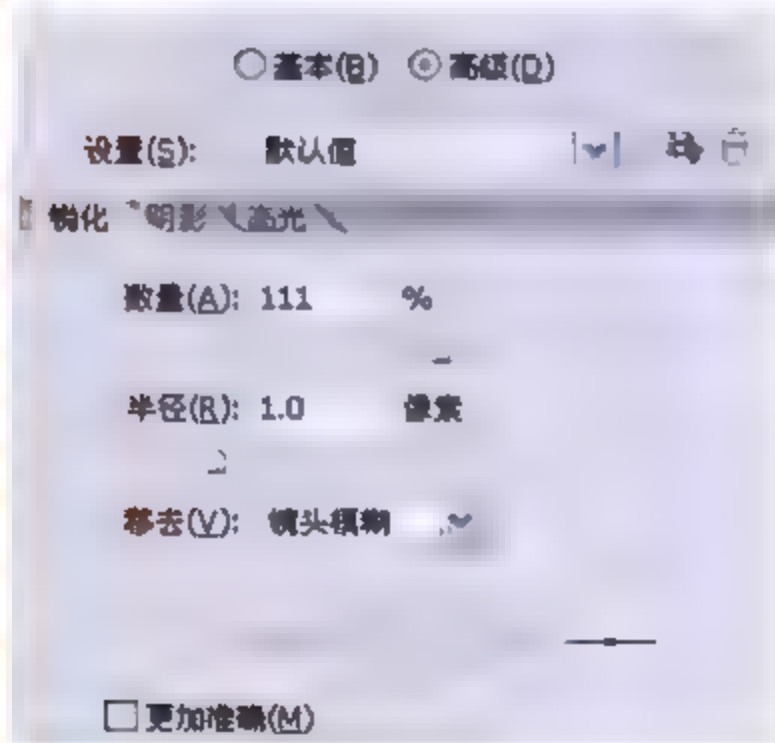 基本(B) 高级(D)
设置(S): 默认值
锐化 阴影 高光
数量(A): 111 %
半径(R): 1.0 像素
移去(V): 镜头模糊
更加准确(M)